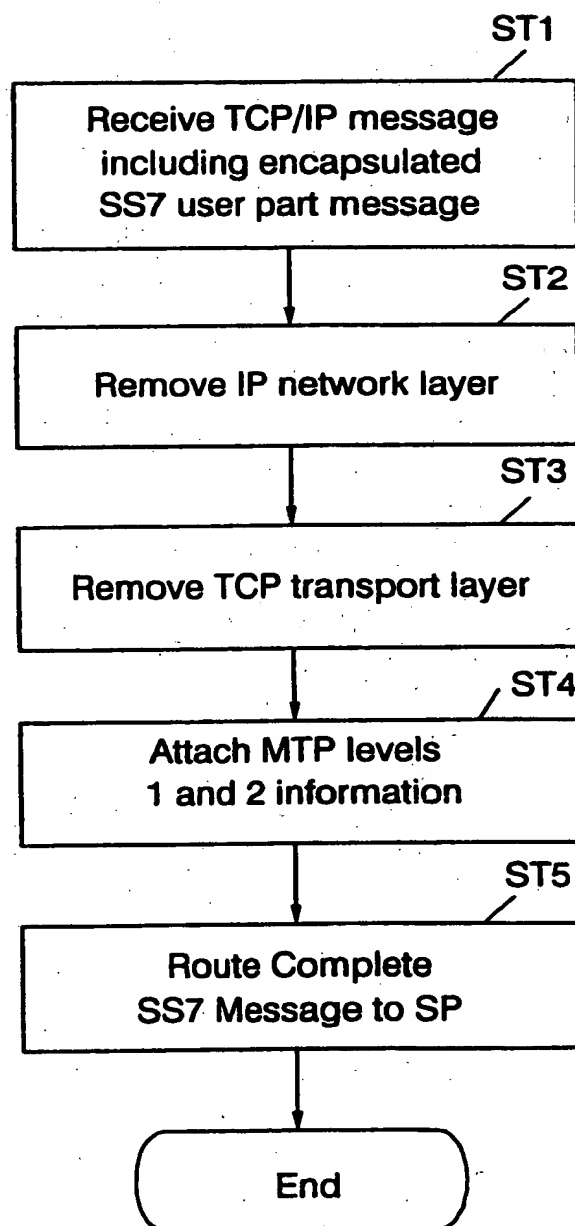 ST1
Receive TCP/IP message
including encapsulated
SS7 user part message
ST2
Remove IP network layer
ST3
Remove TCP transport layer
ST4
Attach MTP levels
1 and 2 information
ST5
Route Complete
SS7 Message to SP
End